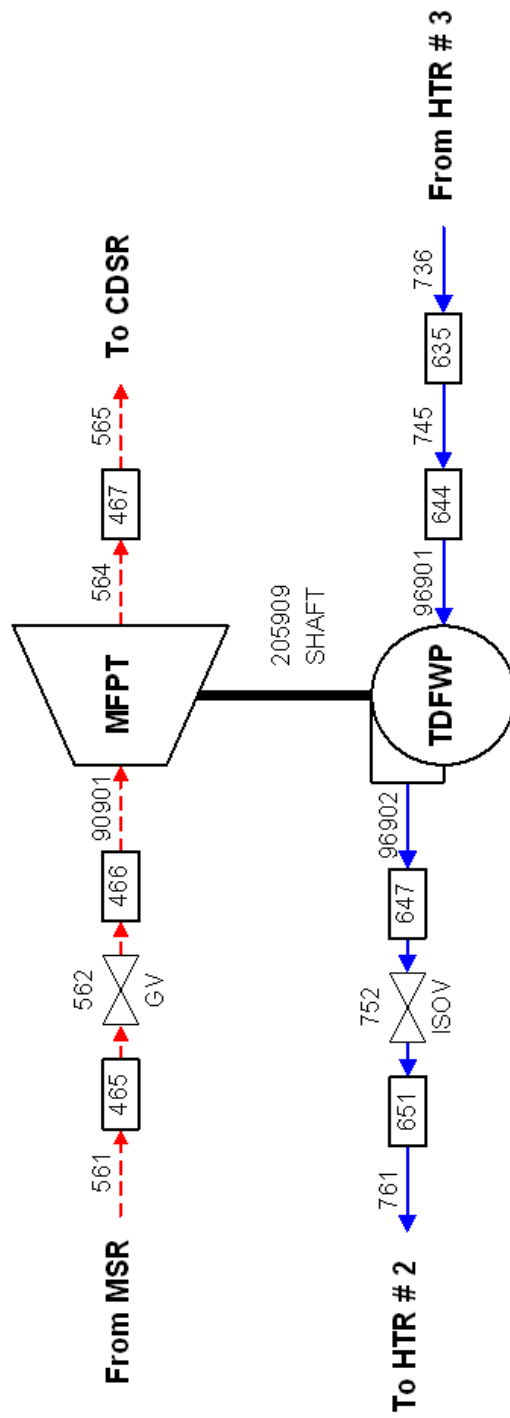 From MSR
561
465
562
GV
466
90901
MFPT
564
467
565
To CDSR
205909
SHAFT
To HTR # 2
761
651
752
ISOV
647
96902
TDFWP
96901
644
745
635
736
From HTR # 3